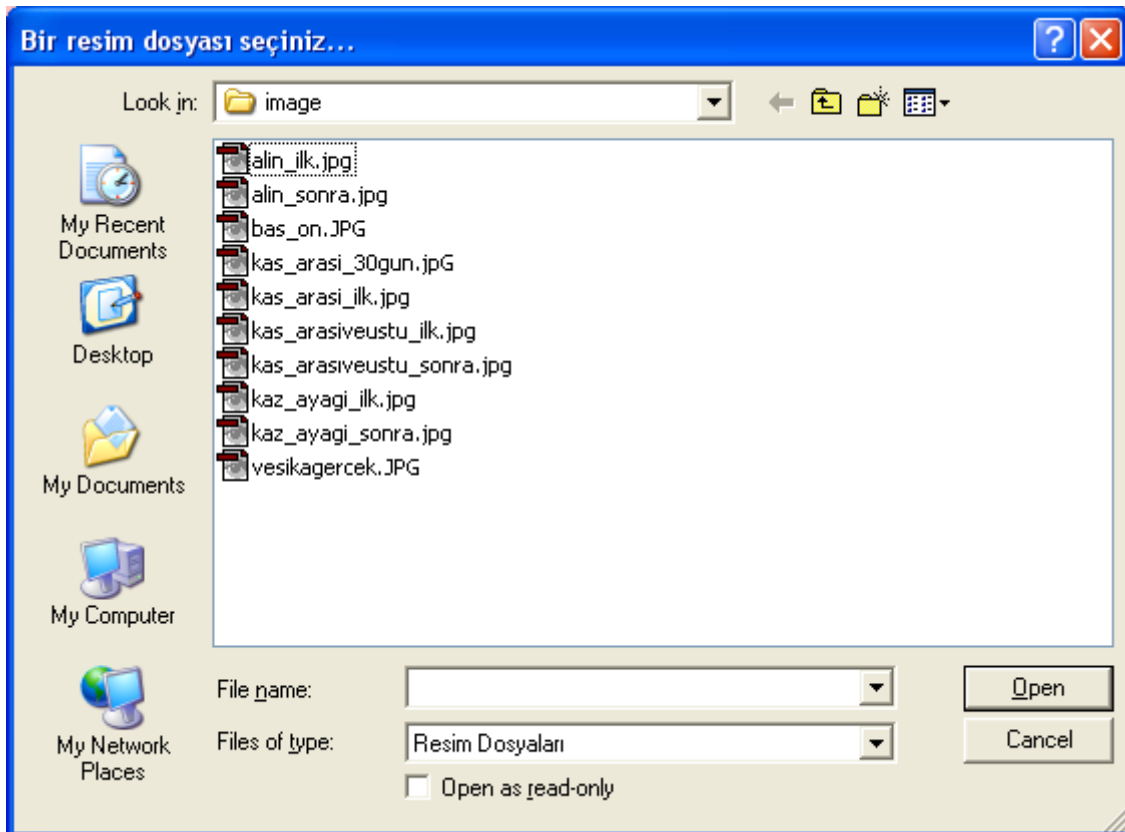 Bir resim dosyası seçiniz...
Look in:
image
My Recent
Documents
Desktop
My Documents
My Computer
My Network
Places
alin_ilk.jpg
alin_sonra.jpg
bas_on.JPG
kas_arasi_30gun.jpG
kas_arasi_ilk.jpg
kas_arasiveustu_ilk.jpg
kas_arasıveustu_sonra.jpg
kaz_ayagi_ilk.jpg
kaz_ayagi_sonra.jpg
vesikagercek.JPG
File name:
Open
Files of type:
Resim Dosyaları
Cancel
Open as read-only